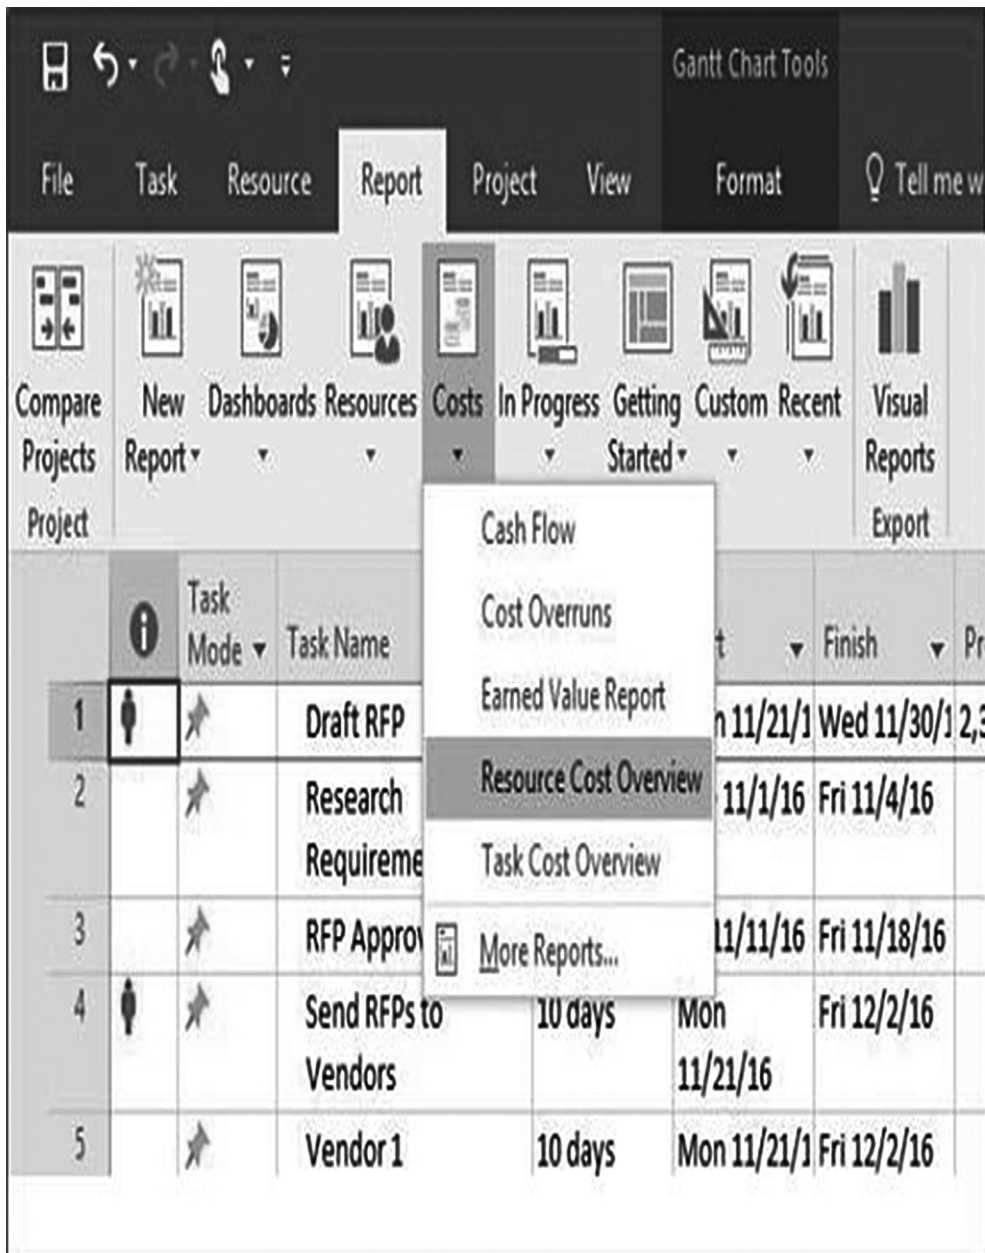 Gantt Chart Tools
File Task Resource Report Project View Format Tell me w
Compare Projects
New Report
Dashboards
Resources
Costs
In Progress
Getting Started
Custom
Recent
Visual Reports
Project
Export
Cash Flow
Cost Overruns
Earned Value Report
Resource Cost Overview
Task Cost Overview
More Reports...
Task Mode
Task Name
t
Finish
Pr
1 Draft RFP n 11/21/1 Wed 11/30/1 2,3
2 Research 11/1/16 Fri 11/4/16
Requireme
3 RFP Approv 11/11/16 Fri 11/18/16
4 Send RFPs to 10 days Mon Fri 12/2/16
Vendors 11/21/16
5 Vendor 1 10 days Mon 11/21/1 Fri 12/2/16